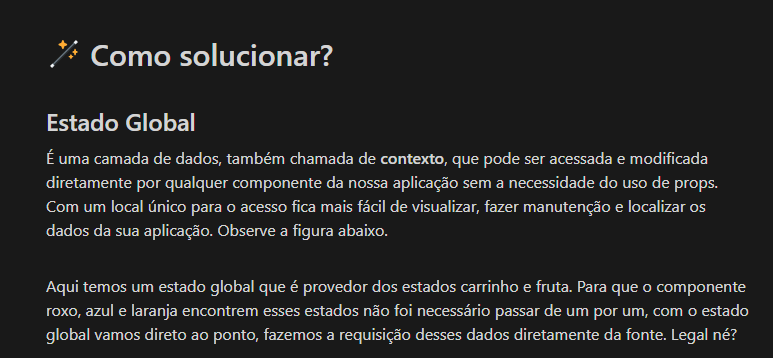 Como solucionar?
Estado Global
É uma camada de dados, também chamada de contexto, que pode ser acessada e modificada
diretamente por qualquer componente da nossa aplicação sem a necessidade do uso de props.
Com um local único para o acesso fica mais fácil de visualizar, fazer manutenção e localizar os
dados da sua aplicação. Observe a figura abaixo.
Aqui temos um estado global que é provedor dos estados carrinho e fruta. Para que o componente
roxo, azul e laranja encontrem esses estados não foi necessário passar de um por um, com o estado
global vamos direto ao ponto, fazemos a requisição desses dados diretamente da fonte. Legal né?